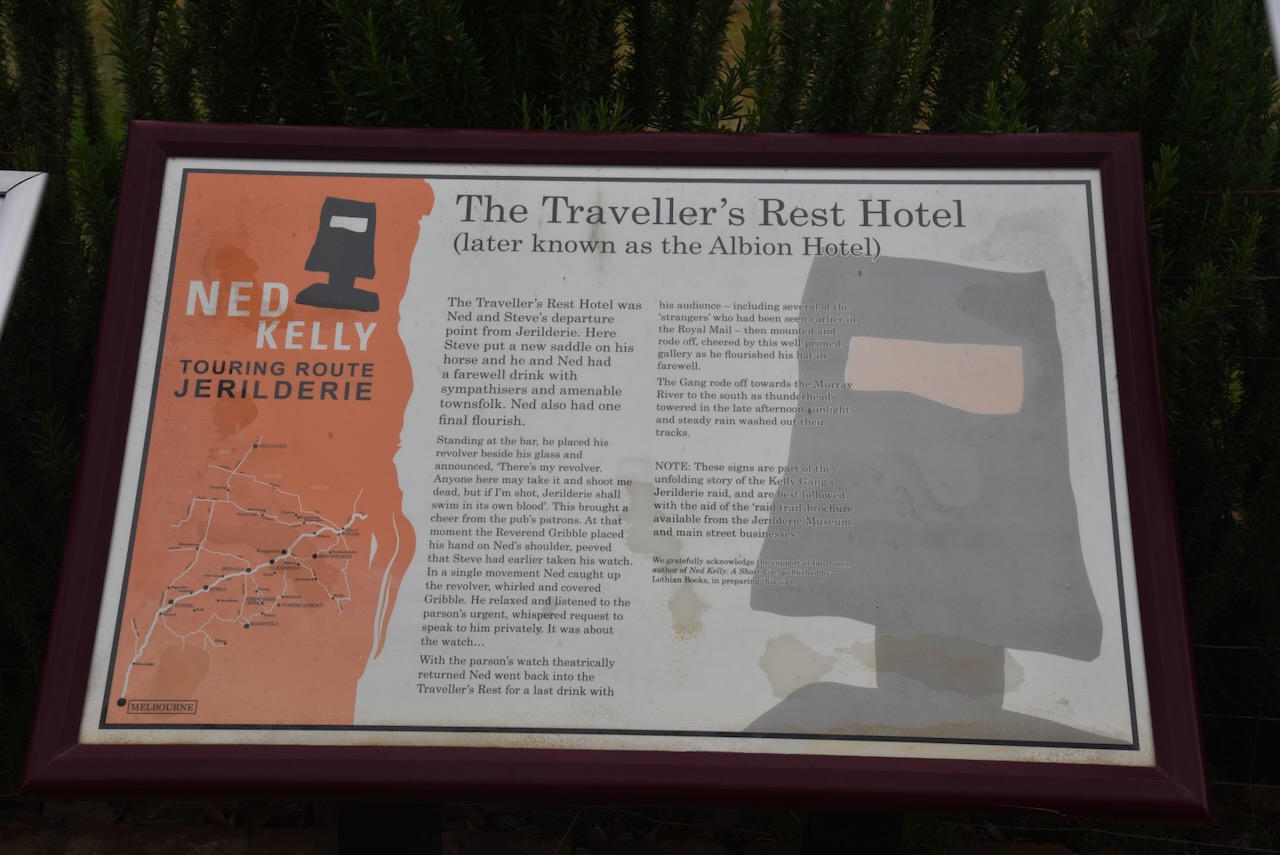 NED
KELLY
TOURING ROUTE
JERILDERIE
MELBOURNE
The Traveller's Rest Hotel
(later known as the Albion Hotel)
The Traveller's Rest Hotel was
Ned and Steve's departure
point from Jerilderie. Here
Steve put a new saddle on his
horse and he and Ned had
a farewell drink with
sympathisers and amenable
townsfolk. Ned also had one
final flourish.
Standing at the bar, he placed his
revolver beside his glass and
announced, 'There's my revolver.
Anyone here may take it and shoot me
dead, but if I'm shot, Jerilderie shall
swim in its own blood'. This brought a
cheer from the pub's patrons. At that
moment the Reverend Gribble placed
his hand on Ned's shoulder, peeved
that Steve had earlier taken his watch.
In a single movement Ned caught up
the revolver, whirled and covered
Gribble. He relaxed and listened to the
parson's urgent, whispered request to
speak to him privately. It was about
the watch...
With the parson's watch theatrically
returned Ned went back into the
Traveller's Rest for a last drink with
his audience – including several of the
'strangers' who had been seen earlier in
the Royal Mail – then mounted and
rode off, cheered by this well primed
gallery as he flourished his hat in
farewell.
The Gang rode off towards the Murray
River to the south as thunderheads
towered in the late afternoon sunlight,
and steady rain washed out their
tracks.
NOTE: These signs are part of the
unfolding story of the Kelly Gang's
Jerilderie raid, and are best followed
with the aid of the 'raid trail' brochure
available from the Jerilderie Museum
and main street businesses.
We gratefully acknowledge the support of Ian Jones,
author of Ned Kelly: A Short Life, published by
Lothian Books, in preparing this sign.